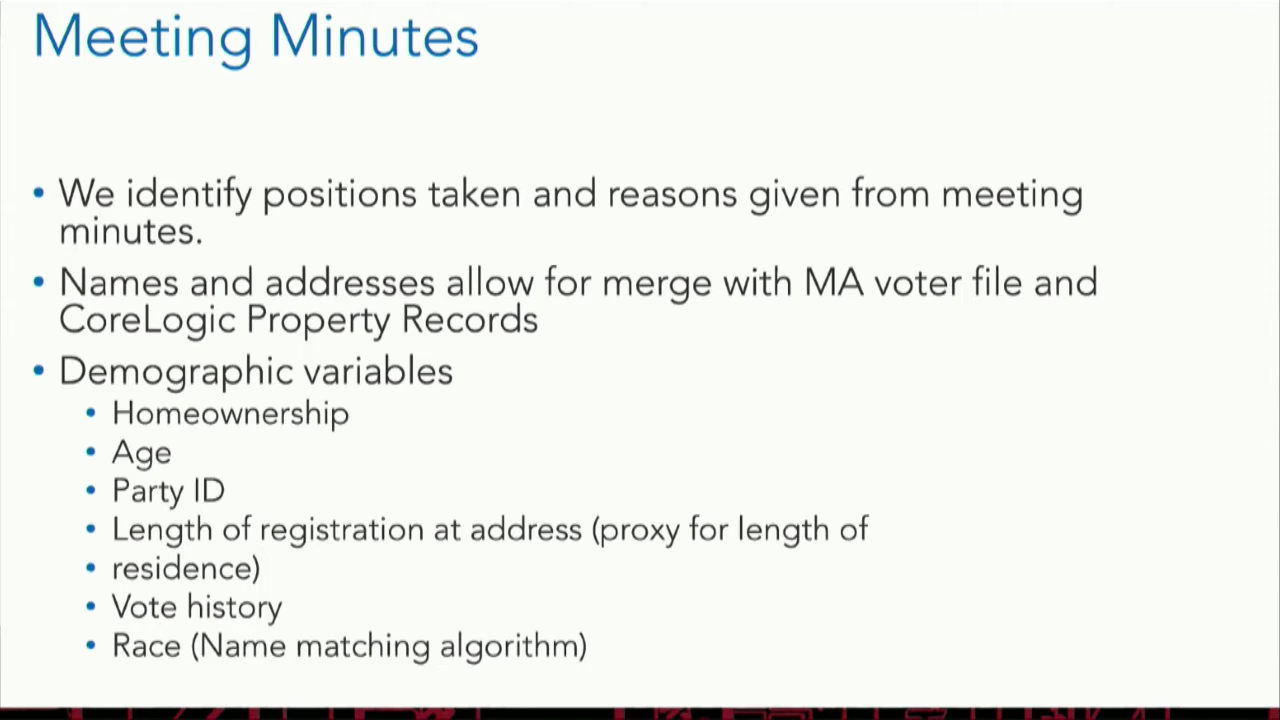 Meeting Minutes
• We identify positions taken and reasons given from meeting
minutes.
• Names and addresses allow for merge with MA voter file and
CoreLogic Property Records
• Demographic variables
• Homeownership
• Age
• Party ID
• Length of registration at address (proxy for length of
• residence)
• Vote history
• Race (Name matching algorithm)